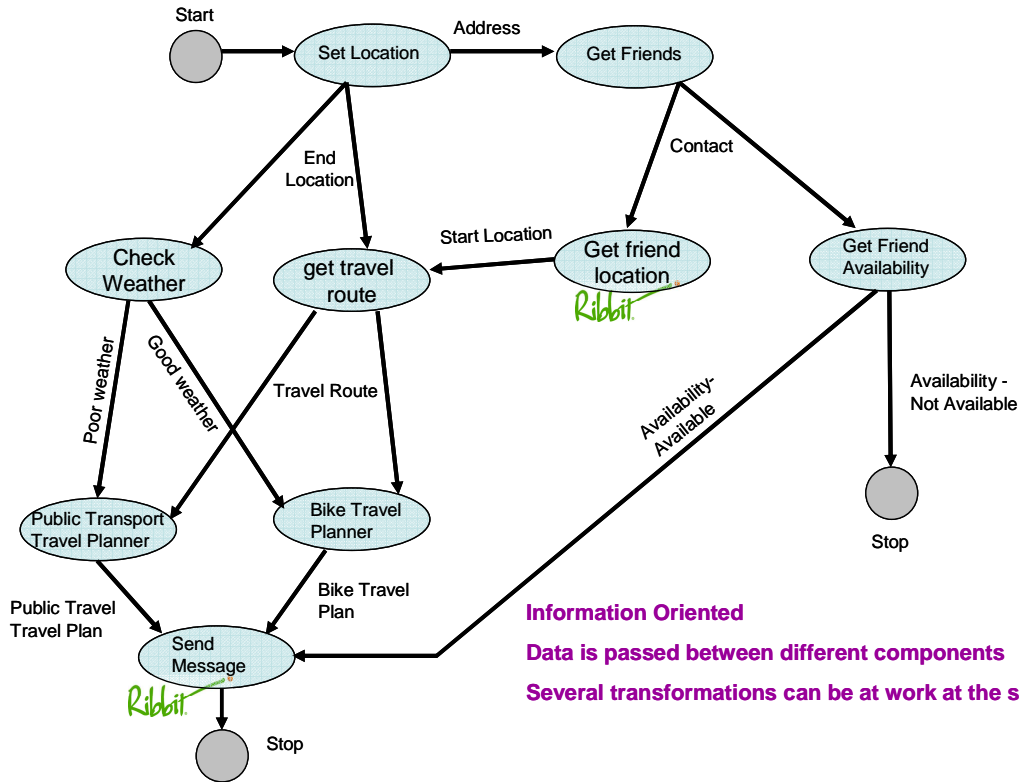 Start
Set Location
Address
Get Friends
End
Location
Contact
Check
Weather
get travel
route
Start Location
Get friend
location
Ribbit
Get Friend
Availability
Poor weather
Good weather
Travel Route
Availability-
Available
Availability -
Not Available
Public Transport
Travel Planner
Bike Travel
Planner
Stop
Public Travel
Travel Plan
Bike Travel
Plan
Send
Message
Ribbit
Stop
Information Oriented
Data is passed between different components
Several transformations can be at work at the s